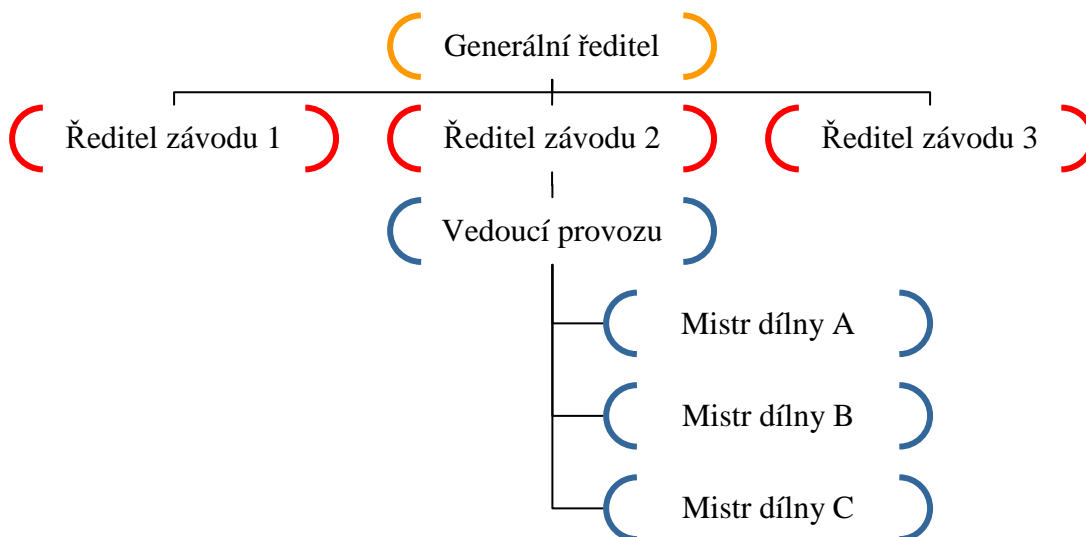 Generální ředitel
Ředitel závodu 1
Ředitel závodu 2
Ředitel závodu 3
Vedoucí provozu
Mistr dílny A
Mistr dílny B
Mistr dílny C